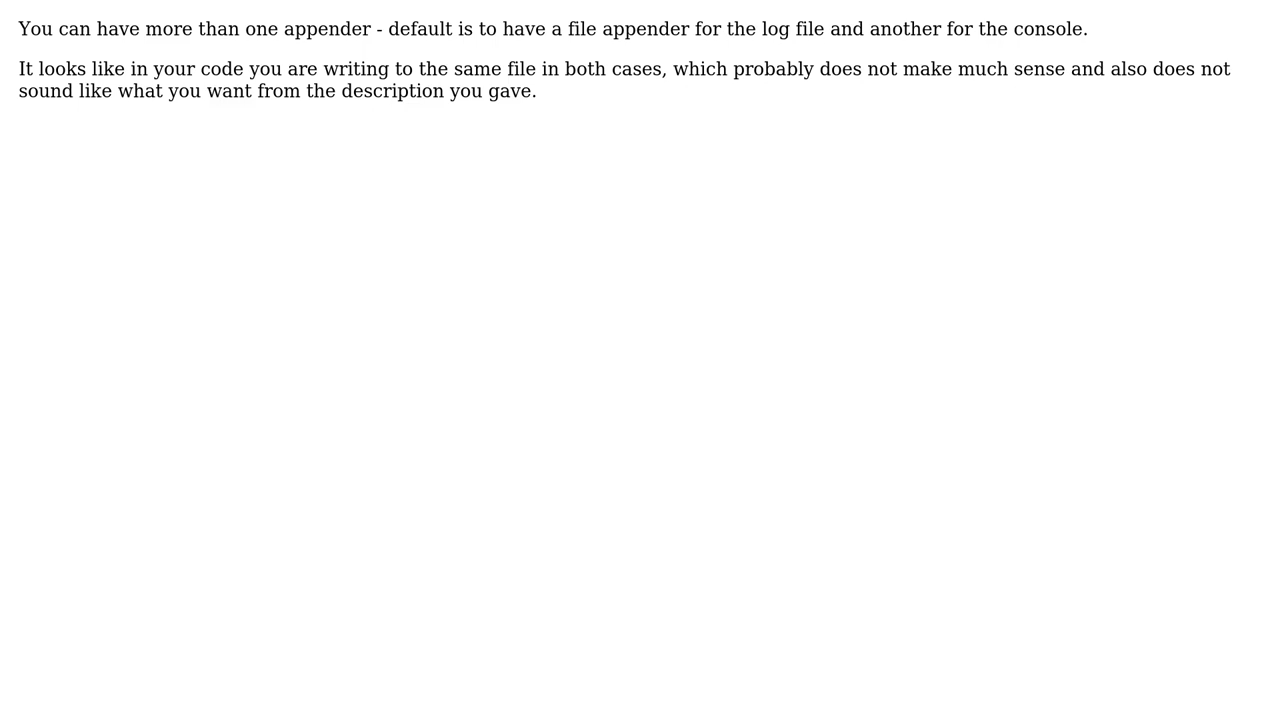 You can have more than one appender - default is to have a file appender for the log file and another for the console.
It looks like in your code you are writing to the same file in both cases, which probably does not make much sense and also does not
sound like what you want from the description you gave.